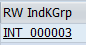 RW IndKGrp
INT_000003